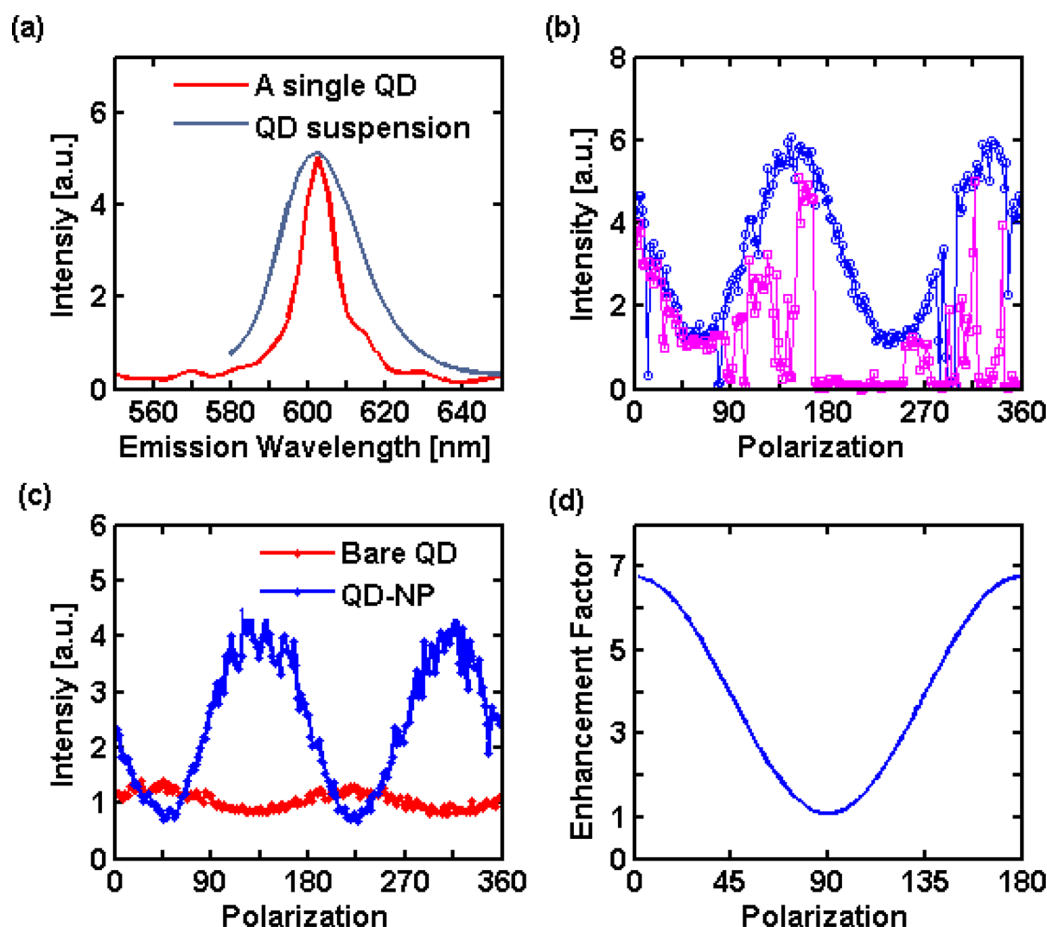 (a)
A single QD
QD suspension
Intensiy [a.u.]
6
4
2
0
560 580 600 620 640
Emission Wavelength [nm]
(b)
Intensity [a.u.]
8
6
4
2
0
0 90 180 270 360
Polarization
(c)
Bare QD
QD-NP
Intensiy [a.u.]
6
5
4
3
2
1
0
0 90 180 270 360
Polarization
(d)
Enhancement Factor
7
5
3
1
0
0 45 90 135 180
Polarization